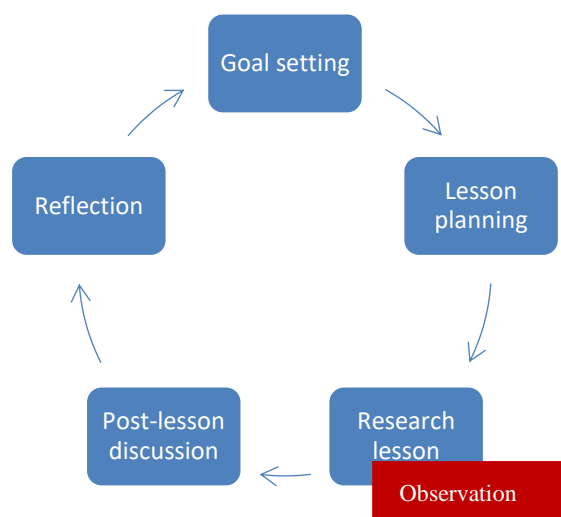 Goal setting
Lesson
planning
Research
lesson
Observation
Post-lesson
discussion
Reflection